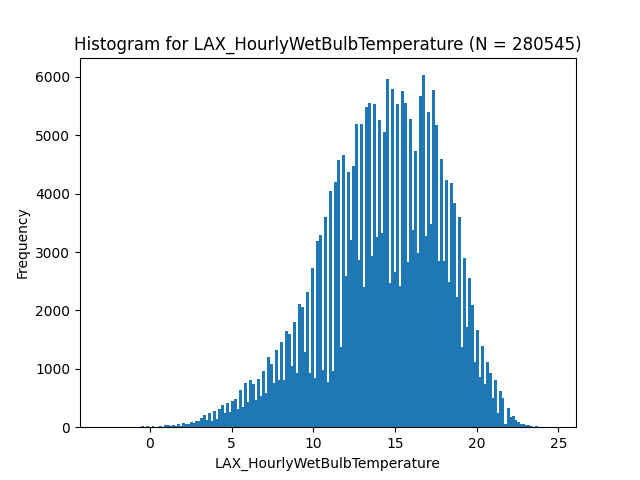 Histogram for LAX_HourlyWetBulbTemperature (N = 280545)
6000
5000
4000
3000
2000
1000
0
Frequency
0 5 10 15 20 25
LAX_HourlyWetBulbTemperature